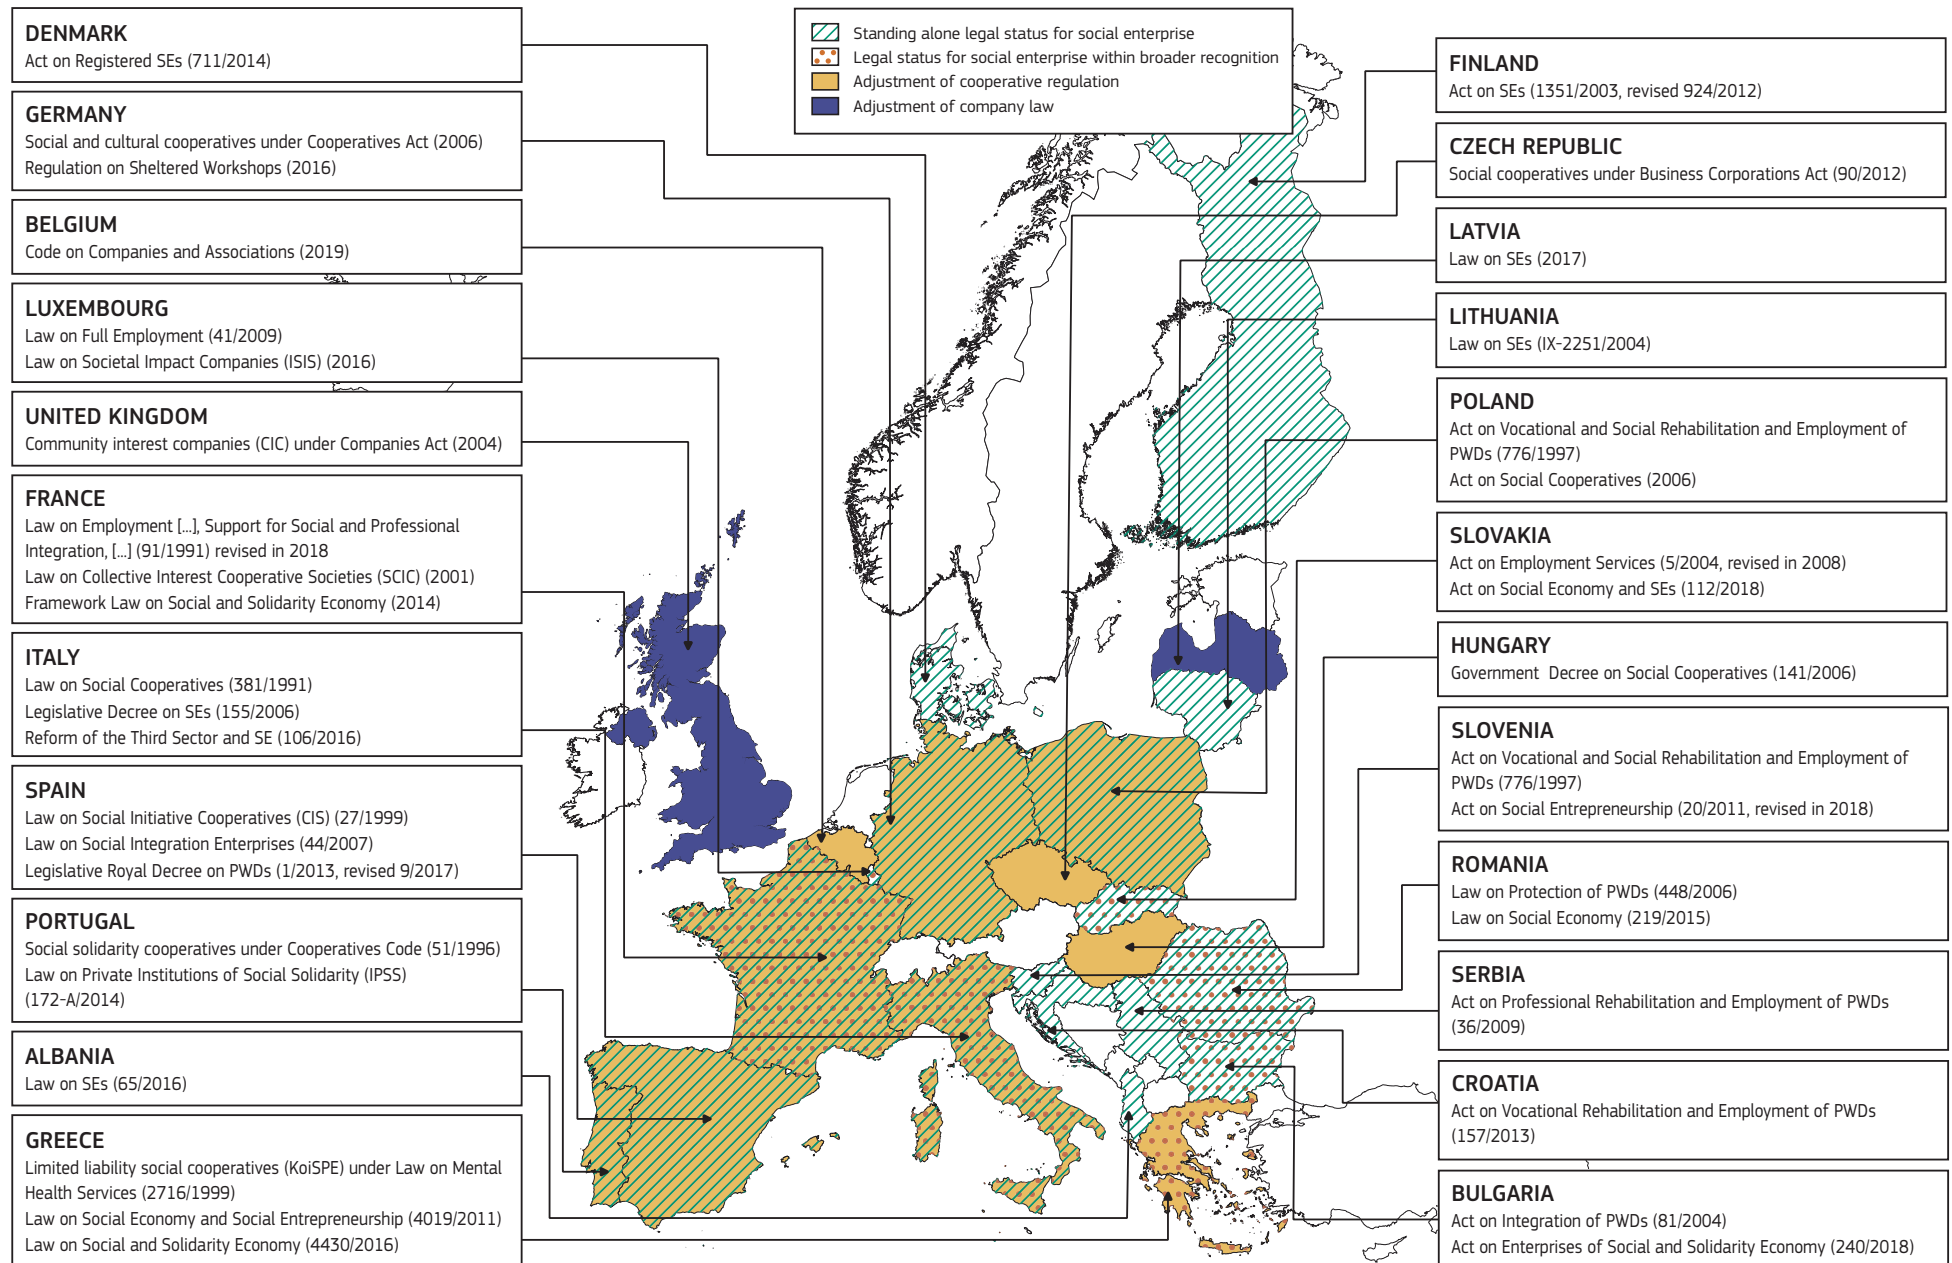 DENMARK
Act on Registered SEs (711/2014)
GERMANY
Social and cultural cooperatives under Cooperatives Act (2006)
Regulation on Sheltered Workshops (2016)
BELGIUM
Code on Companies and Associations (2019)
LUXEMBOURG
Law on Full Employment (41/2009)
Law on Societal Impact Companies (ISIS) (2016)
UNITED KINGDOM
Community interest companies (CIC) under Companies Act (2004)
FRANCE
Law on Employment [...], Support for Social and Professional
Integration, [...] (91/1991) revised in 2018
Law on Collective Interest Cooperative Societies (SCIC) (2001)
Framework Law on Social and Solidarity Economy (2014)
ITALY
Law on Social Cooperatives (381/1991)
Legislative Decree on SEs (155/2006)
Reform of the Third Sector and SE (106/2016)
SPAIN
Law on Social Initiative Cooperatives (CIS) (27/1999)
Law on Social Integration Enterprises (44/2007)
Legislative Royal Decree on PWDs (1/2013, revised 9/2017)
PORTUGAL
Social solidarity cooperatives under Cooperatives Code (51/1996)
Law on Private Institutions of Social Solidarity (IPSS)
(172-A/2014)
ALBANIA
Law on SEs (65/2016)
GREECE
Limited liability social cooperatives (KoiSPE) under Law on Mental
Health Services (2716/1999)
Law on Social Economy and Social Entrepreneurship (4019/2011)
Law on Social and Solidarity Economy (4430/2016)
Standing alone legal status for social enterprise
Legal status for social enterprise within broader recognition
Adjustment of cooperative regulation
Adjustment of company law
FINLAND
Act on SEs (1351/2003, revised 924/2012)
CZECH REPUBLIC
Social cooperatives under Business Corporations Act (90/2012)
LATVIA
Law on SEs (2017)
LITHUANIA
Law on SEs (IX-2251/2004)
POLAND
Act on Vocational and Social Rehabilitation and Employment of
PWDs (776/1997)
Act on Social Cooperatives (2006)
SLOVAKIA
Act on Employment Services (5/2004, revised in 2008)
Act on Social Economy and SEs (112/2018)
HUNGARY
Government Decree on Social Cooperatives (141/2006)
SLOVENIA
Act on Vocational and Social Rehabilitation and Employment of
PWDs (776/1997)
Act on Social Entrepreneurship (20/2011, revised in 2018)
ROMANIA
Law on Protection of PWDs (448/2006)
Law on Social Economy (219/2015)
SERBIA
Act on Professional Rehabilitation and Employment of PWDs
(36/2009)
CROATIA
Act on Vocational Rehabilitation and Employment of PWDs
(157/2013)
BULGARIA
Act on Integration of PWDs (81/2004)
Act on Enterprises of Social and Solidarity Economy (240/2018)